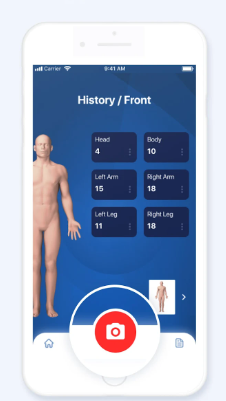 Carrier 9:41 AM
History / Front
Head Body
4 10
Left Arm Right Arm
15 18
Left Leg Right Leg
11 18